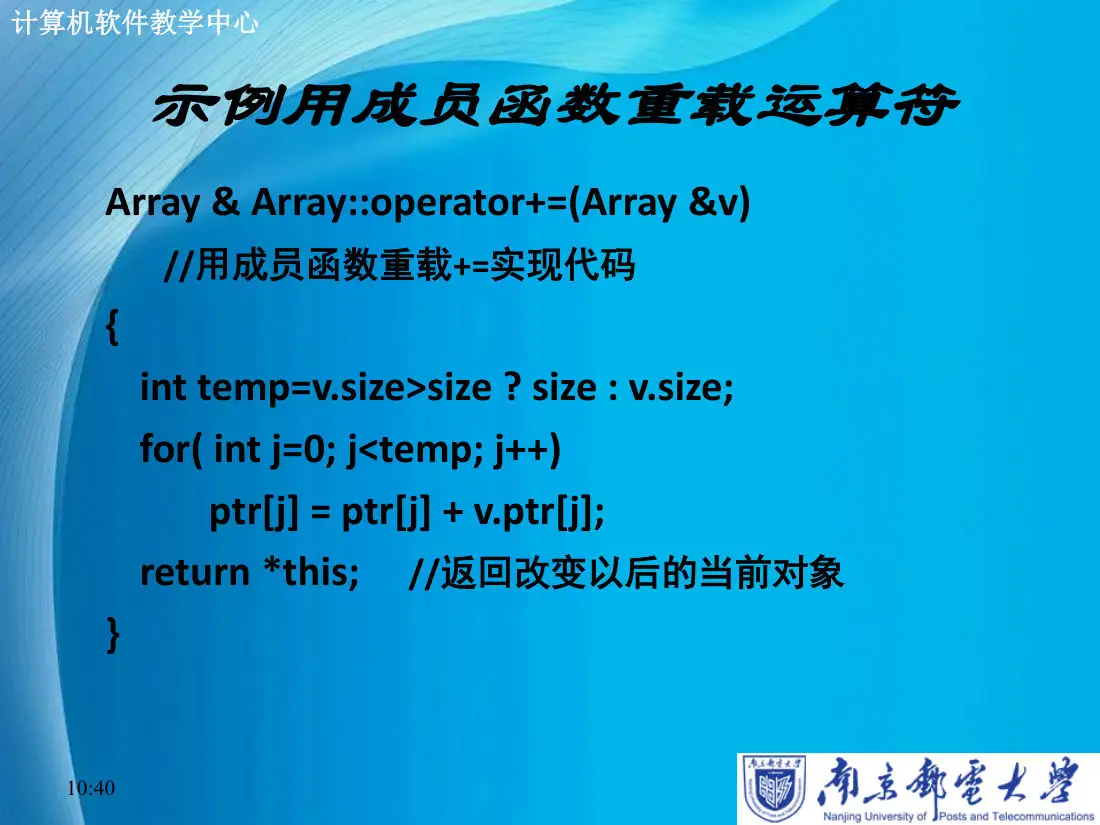 计算机软件教学中心
示例用成员函数重载运算符
Array & Array::operator+=(Array &v)
//用成员函数重载+=实现代码
{
int temp=v.size>size ? size : v.size;
for( int j=0; j<temp; j++)
ptr[j] = ptr[j] + v.ptr[j];
return *this; //返回改变以后的当前对象
}
10:40
南京郵電大学
Nanjing University of Posts and Telecommunications